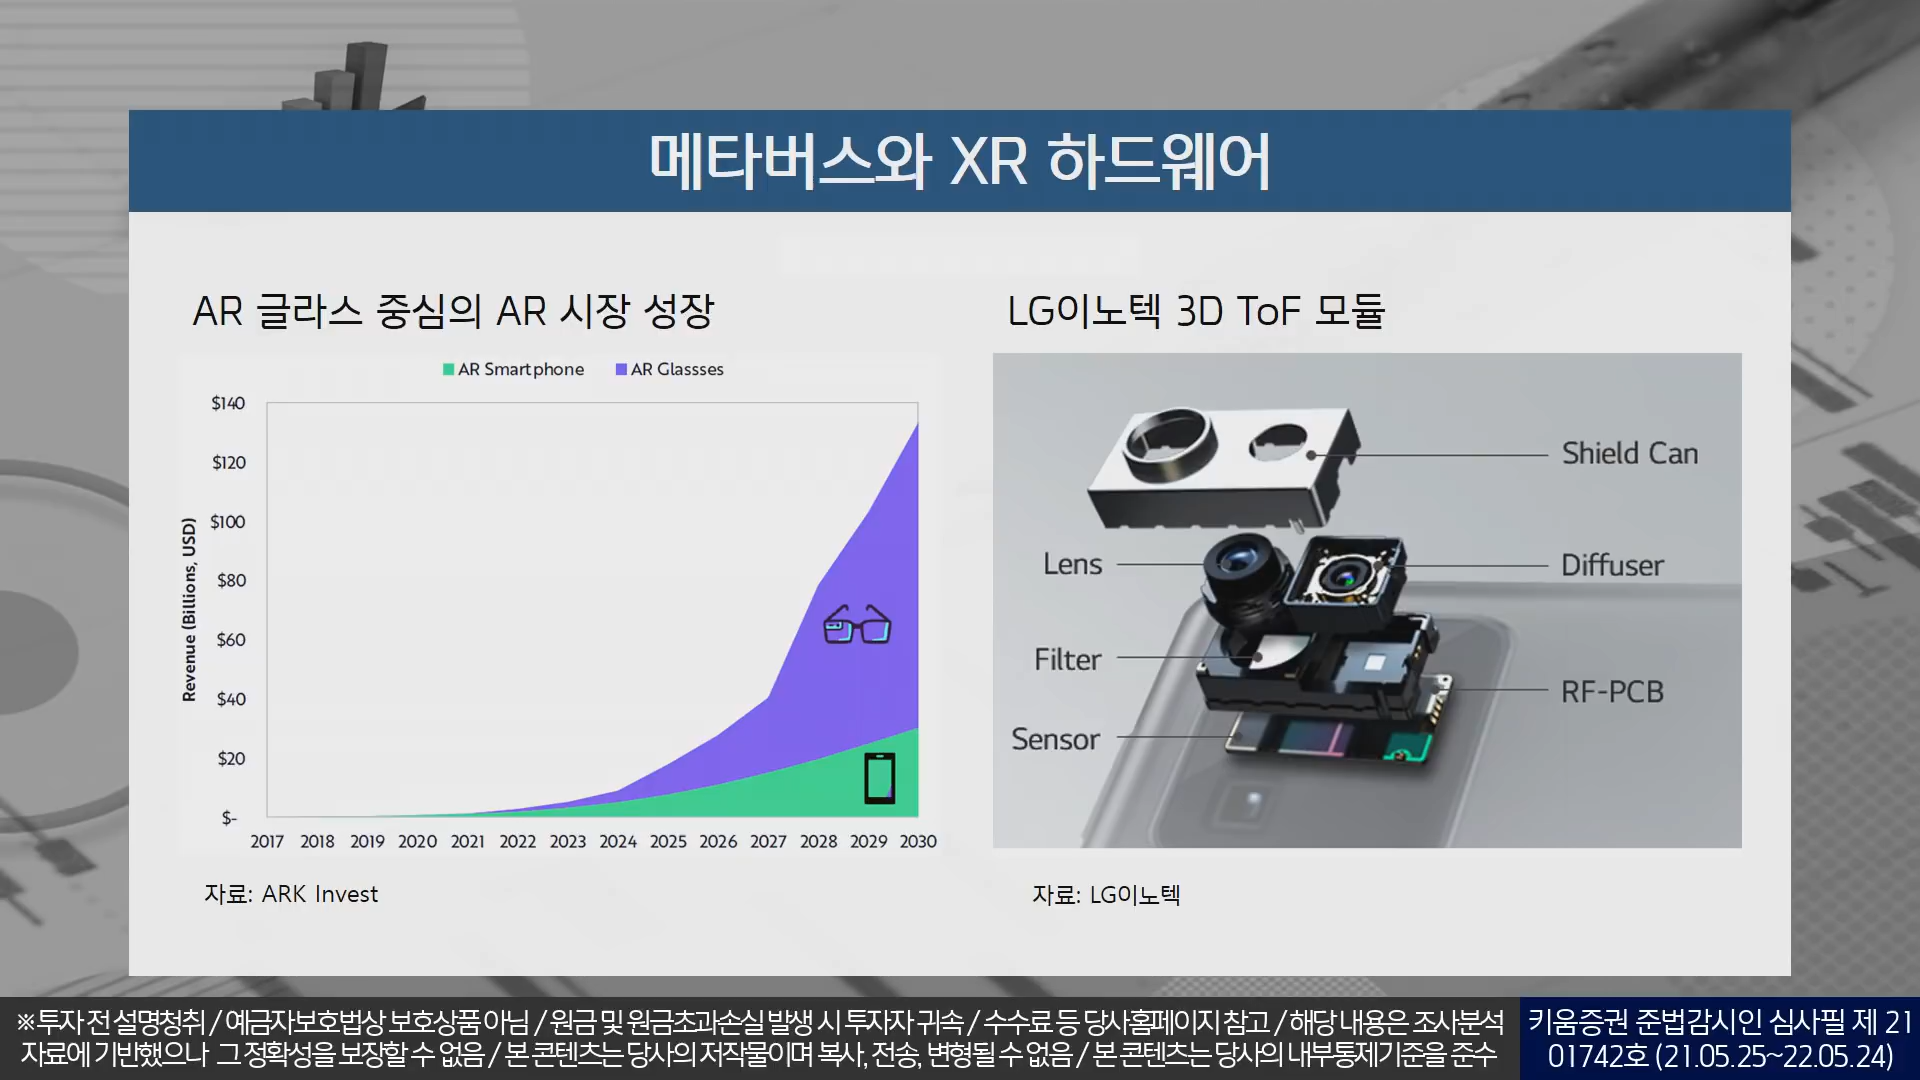 메타버스와 XR 하드웨어
AR 글라스 중심의 AR 시장 성장
AR Smartphone AR Glassses
Revenue (Billions, USD)
$140
$120
$100
$80
$60
$40
$20
$-
2017 2018 2019 2020 2021 2022 2023 2024 2025 2026 2027 2028 2029 2030
자료: ARK Invest
LG이노텍 3D ToF 모듈
Shield Can
Lens
Diffuser
Filter
RF-PCB
Sensor
자료: LG이노텍
※투자 전 설명청취 / 예금자보호법상 보호상품 아님 / 원금 및 원금초과손실 발생 시 투자자 귀속 / 수수료 등 당사홈페이지 참고 / 해당 내용은 조사분석
자료에 기반했으나 그 정확성을 보장할 수 없음 / 본 콘텐츠는 당사의 저작물이며 복사, 전송, 변형될 수 없음 / 본 콘텐츠는 당사의 내부통제기준을 준수
키움증권 준법감시인 심사필 제 21
01742호 (21.05.25~22.05.24)